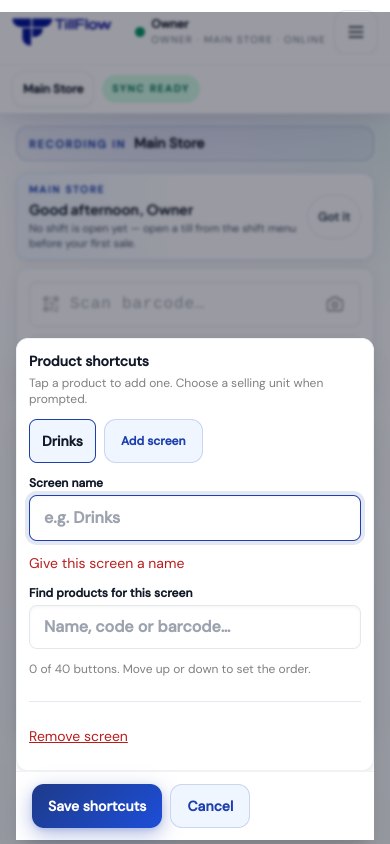 TillFlow
Owner
OWNER · MAIN STORE · ONLINE
Main Store
SYNC READY
RECORDING IN Main Store
MAIN STORE
Good afternoon, Owner
No shift is open yet — open a till from the shift menu
before your first sale.
Got it
Scan barcode…
Product shortcuts
Tap a product to add one. Choose a selling unit when
prompted.
Drinks
Add screen
Screen name
e.g. Drinks
Give this screen a name
Find products for this screen
Name, code or barcode...
0 of 40 buttons. Move up or down to set the order.
Remove screen
Save shortcuts
Cancel